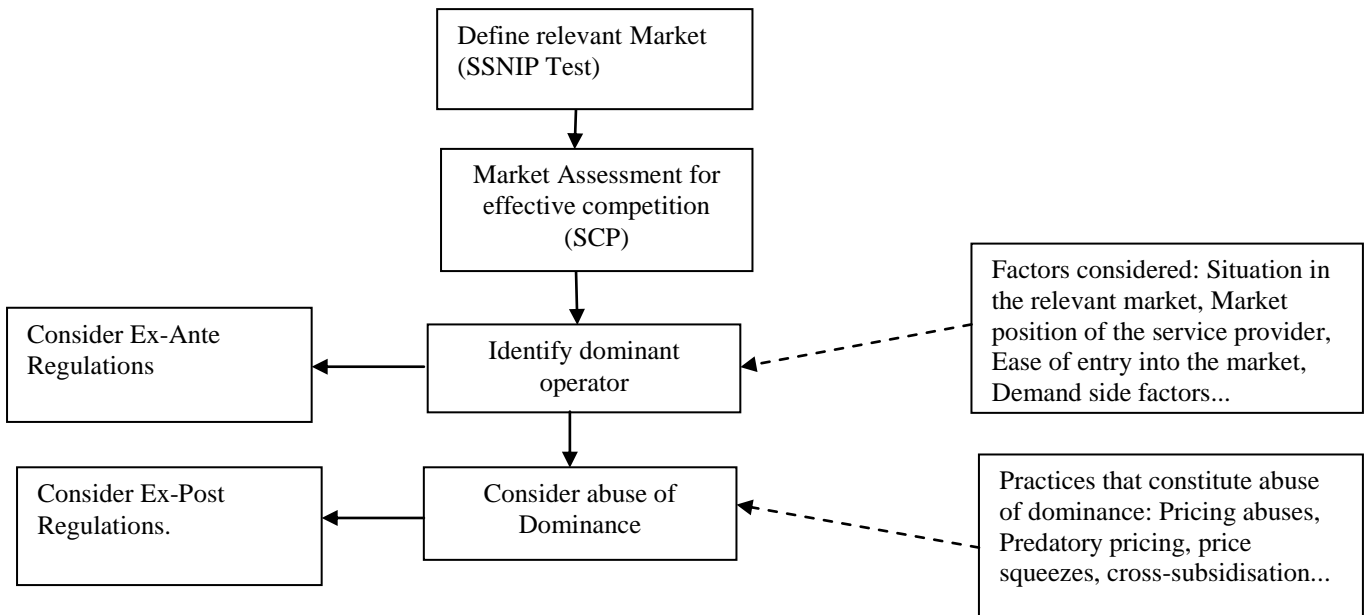 Define relevant Market
(SSNIP Test)
Market Assessment for
effective competition
(SCP)
Factors considered: Situation in
the relevant market, Market
position of the service provider,
Ease of entry into the market,
Demand side factors...
Consider Ex-Ante
Regulations
Identify dominant
operator
Consider Ex-Post
Regulations.
Consider abuse of
Dominance
Practices that constitute abuse
of dominance: Pricing abuses,
Predatory pricing, price
squeezes, cross-subsidisation...